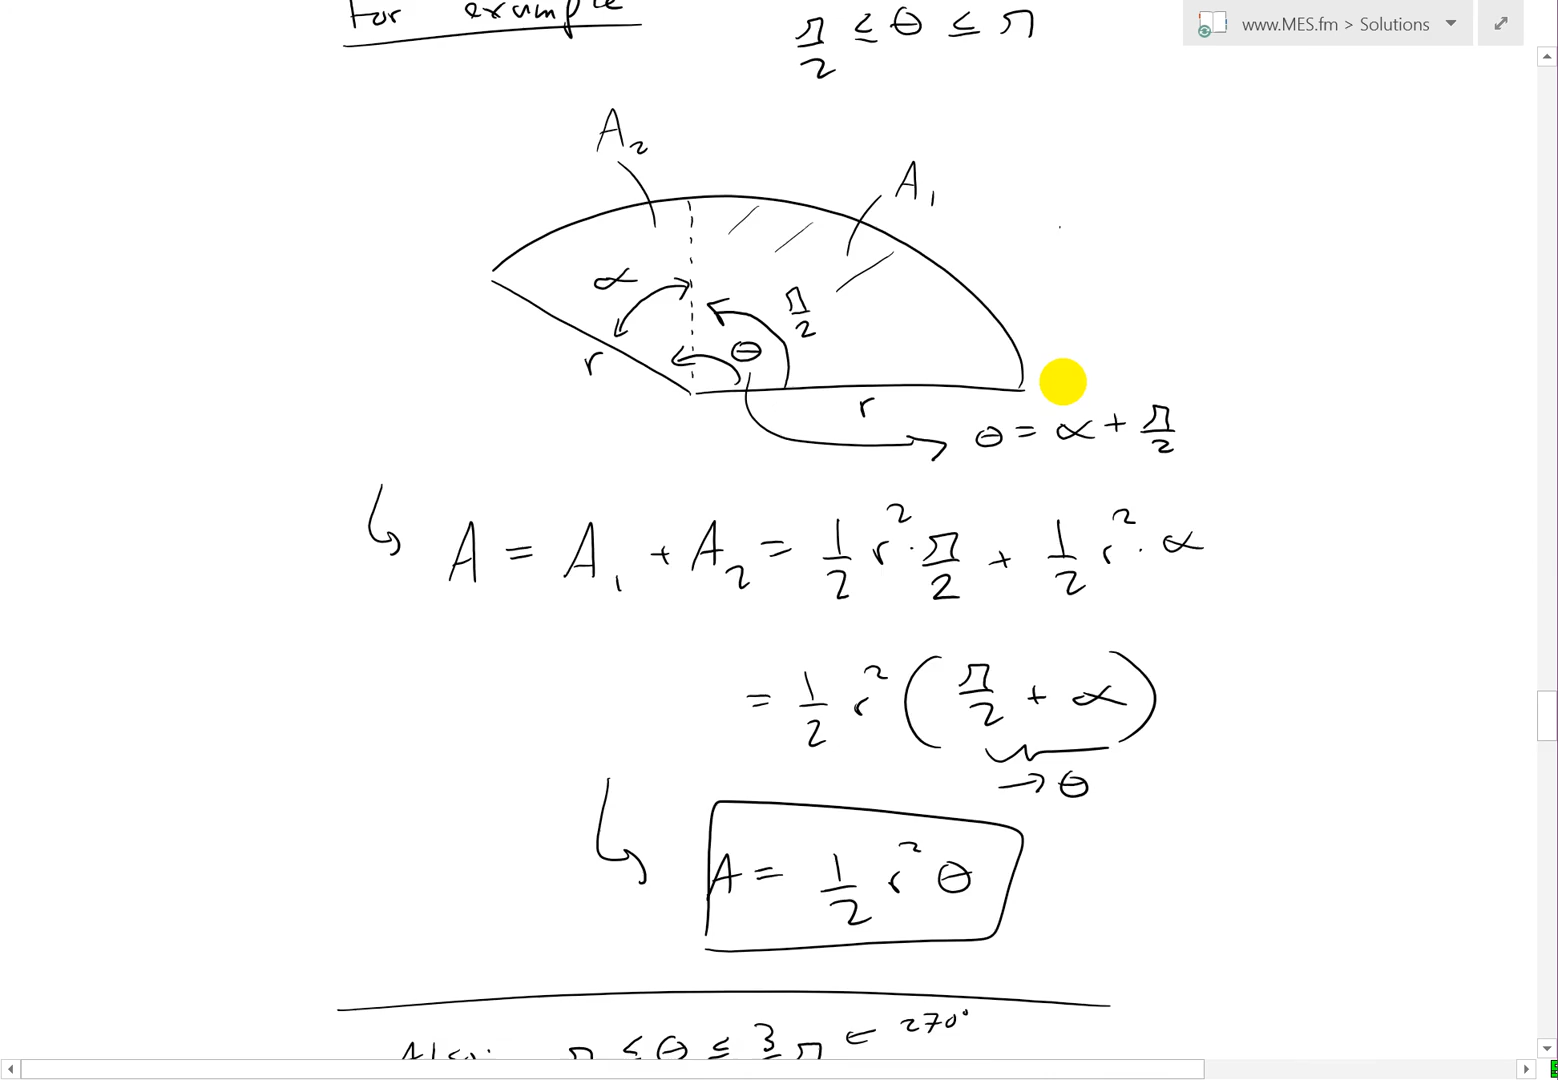 For example
π/2 ≤ θ ≤ π
www.MES.fm > Solutions
A₂
A₁
α
π/2
θ
r
r
θ = α + π/2
A = A₁ + A₂ = 1/2 r² · π/2 + 1/2 r² · α
= 1/2 r² (π/2 + α)
→ θ
A = 1/2 r² θ
Also: π ≤ θ ≤ 3/2 π ← 270°